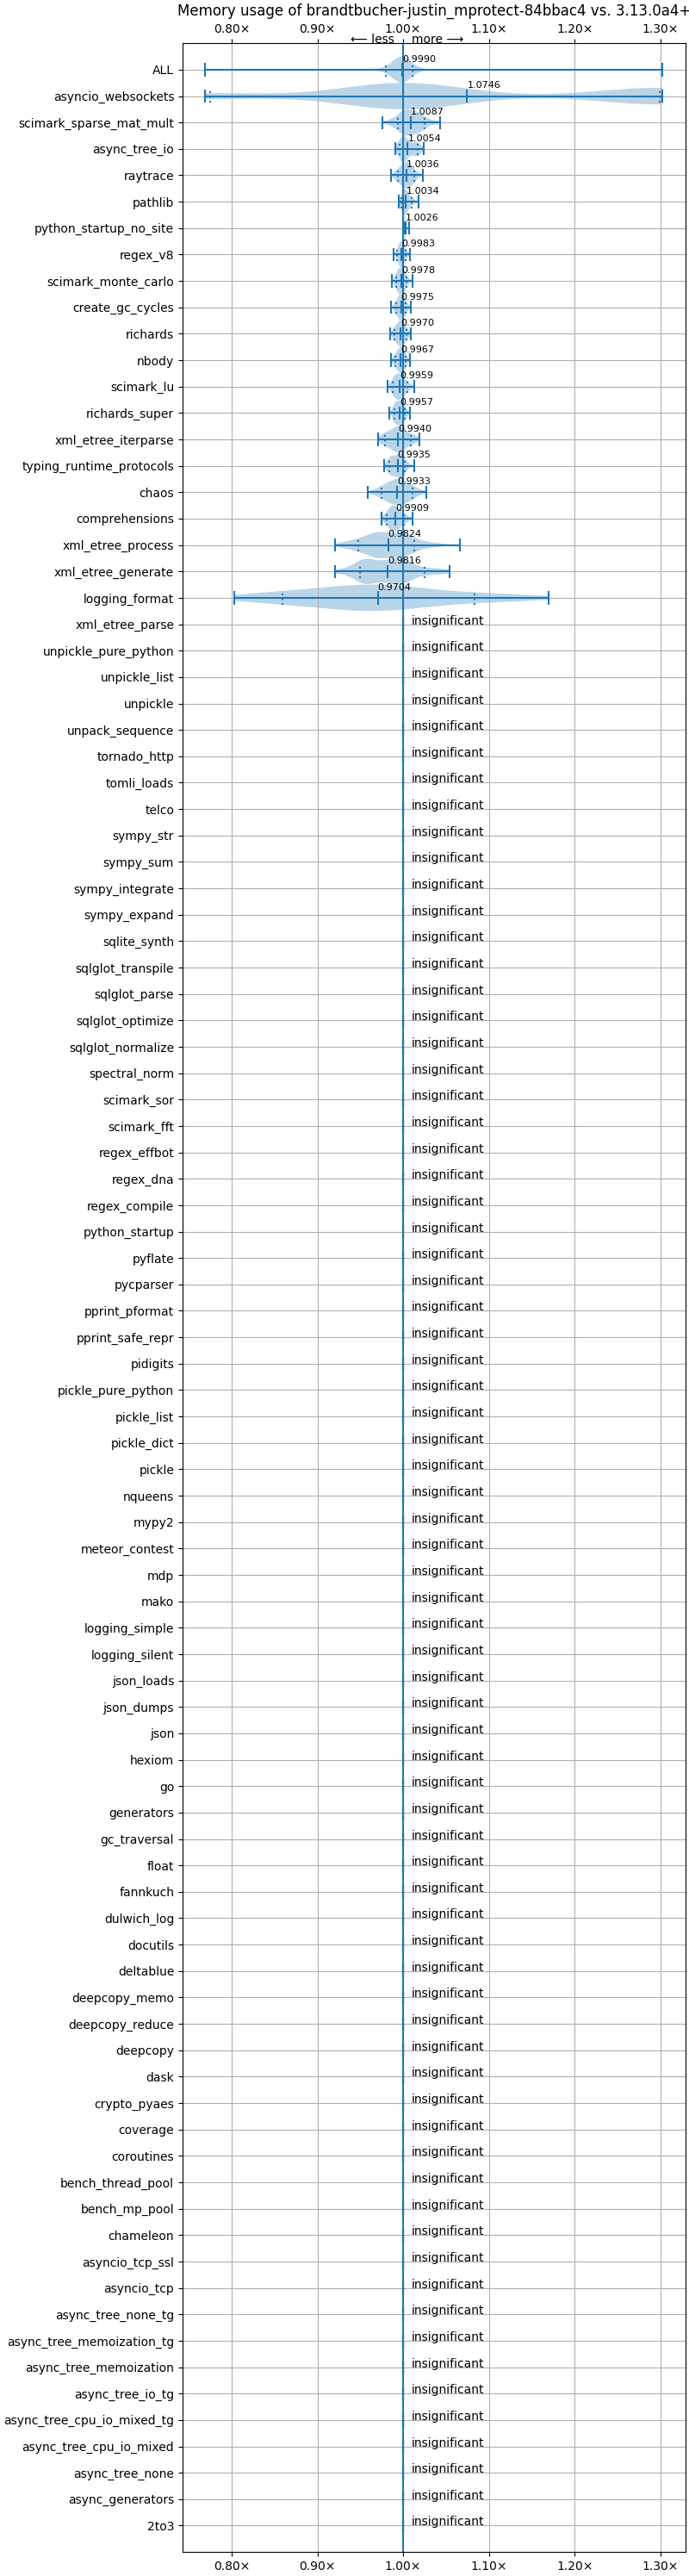 Memory usage of brandtbucher-justin_mprotect-84bbac4 vs. 3.13.0a4+
0.80× 0.90× 1.00× 1.10× 1.20× 1.30×
⟵ less more ⟶
ALL 0.9990
asyncio_websockets 1.0746
scimark_sparse_mat_mult 1.0087
async_tree_io 1.0054
raytrace 1.0036
pathlib 1.0034
python_startup_no_site 1.0026
regex_v8 0.9983
scimark_monte_carlo 0.9978
create_gc_cycles 0.9975
richards 0.9970
nbody 0.9967
scimark_lu 0.9959
richards_super 0.9957
xml_etree_iterparse 0.9940
typing_runtime_protocols 0.9935
chaos 0.9933
comprehensions 0.9909
xml_etree_process 0.9824
xml_etree_generate 0.9816
logging_format 0.9704
xml_etree_parse insignificant
unpickle_pure_python insignificant
unpickle_list insignificant
unpickle insignificant
unpack_sequence insignificant
tornado_http insignificant
tomli_loads insignificant
telco insignificant
sympy_str insignificant
sympy_sum insignificant
sympy_integrate insignificant
sympy_expand insignificant
sqlite_synth insignificant
sqlglot_transpile insignificant
sqlglot_parse insignificant
sqlglot_optimize insignificant
sqlglot_normalize insignificant
spectral_norm insignificant
scimark_sor insignificant
scimark_fft insignificant
regex_effbot insignificant
regex_dna insignificant
regex_compile insignificant
python_startup insignificant
pyflate insignificant
pycparser insignificant
pprint_pformat insignificant
pprint_safe_repr insignificant
pidigits insignificant
pickle_pure_python insignificant
pickle_list insignificant
pickle_dict insignificant
pickle insignificant
nqueens insignificant
mypy2 insignificant
meteor_contest insignificant
mdp insignificant
mako insignificant
logging_simple insignificant
logging_silent insignificant
json_loads insignificant
json_dumps insignificant
json insignificant
hexiom insignificant
go insignificant
generators insignificant
gc_traversal insignificant
float insignificant
fannkuch insignificant
dulwich_log insignificant
docutils insignificant
deltablue insignificant
deepcopy_memo insignificant
deepcopy_reduce insignificant
deepcopy insignificant
dask insignificant
crypto_pyaes insignificant
coverage insignificant
coroutines insignificant
bench_thread_pool insignificant
bench_mp_pool insignificant
chameleon insignificant
asyncio_tcp_ssl insignificant
asyncio_tcp insignificant
async_tree_none_tg insignificant
async_tree_memoization_tg insignificant
async_tree_memoization insignificant
async_tree_io_tg insignificant
async_tree_cpu_io_mixed_tg insignificant
async_tree_cpu_io_mixed insignificant
async_tree_none insignificant
async_generators insignificant
2to3 insignificant
0.80× 0.90× 1.00× 1.10× 1.20× 1.30×